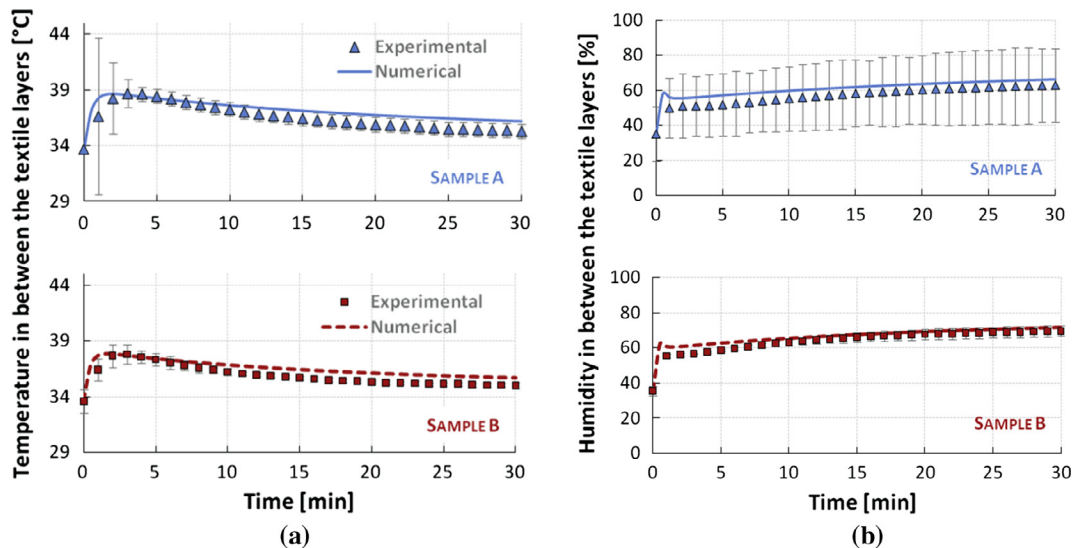 Temperature in between the textile layers [°C]
44
39
34
29
Experimental
Numerical
SAMPLE A
0 5 10 15 20 25 30
44
39
34
29
Experimental
Numerical
SAMPLE B
0 5 10 15 20 25 30
Time [min]
(a)
Humidity in between the textile layers [%]
100
80
60
40
20
0
SAMPLE A
0 5 10 15 20 25 30
100
80
60
40
20
0
SAMPLE B
0 5 10 15 20 25 30
Time [min]
(b)